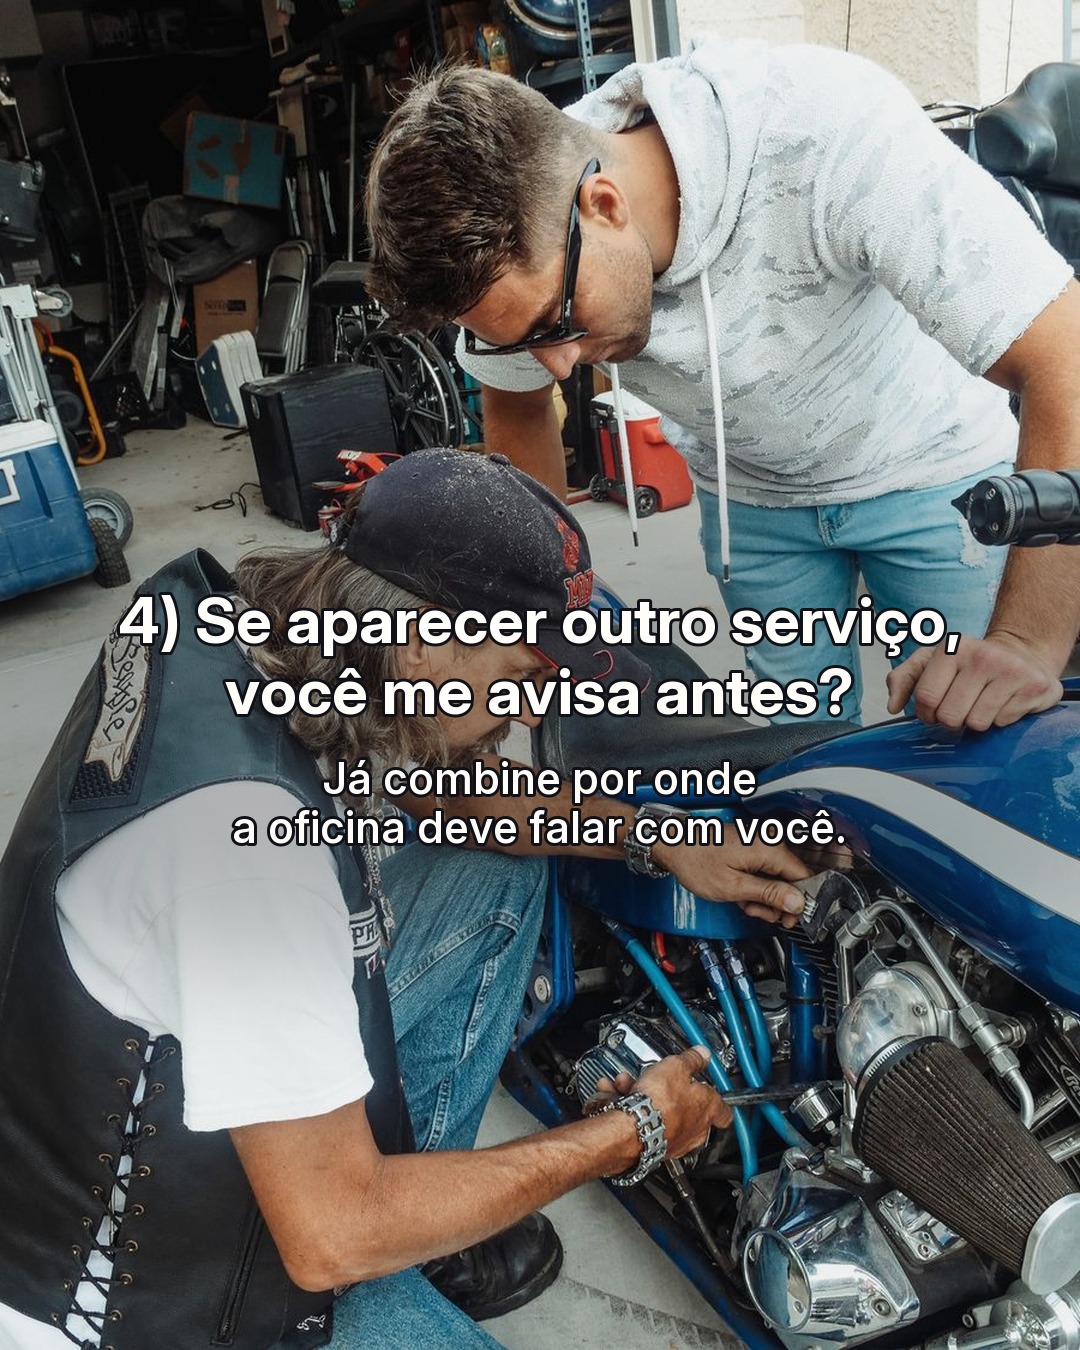 4) Se aparecer outro serviço,
você me avisa antes?
Já combine por onde
a oficina deve falar com você.